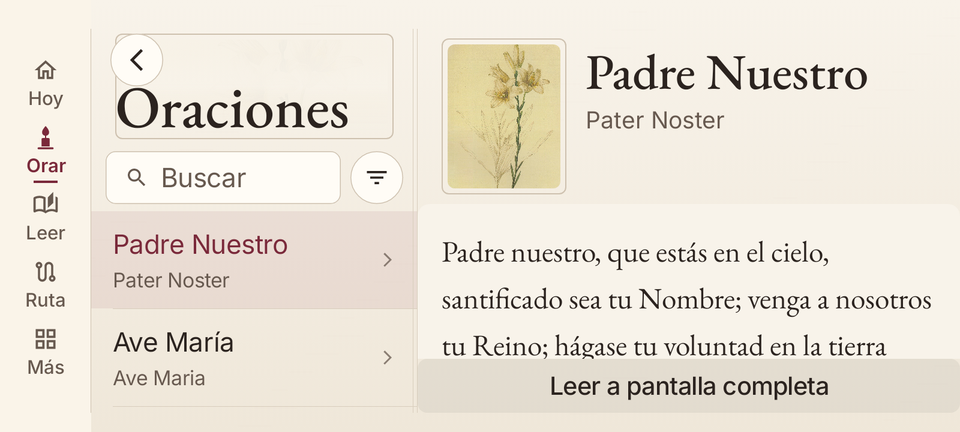 Hoy
Orar
Leer
Ruta
Más
Oraciones
Buscar
Padre Nuestro
Pater Noster
Ave María
Ave Maria
Padre Nuestro
Pater Noster
Padre nuestro, que estás en el cielo,
santificado sea tu Nombre; venga a nosotros
tu Reino; hágase tu voluntad en la tierra
Leer a pantalla completa